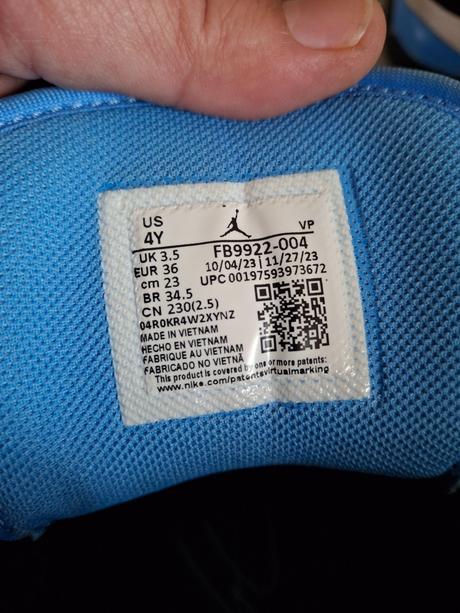 US
4Y
VP
UK 3.5
EUR 36
cm 23
BR 34.5
CN 230(2.5)
FB9922-004
10/04/23 | 11/27/23
UPC 00197593973672
04R0KR4W2XYNZ
MADE IN VIETNAM
HECHO EN VIETNAM
FABRIQUE AU VIETNAM
FABRICADO NO VIETNÃ
This product is covered by one or more patents:
www.nike.com/patentsvirtualmarking